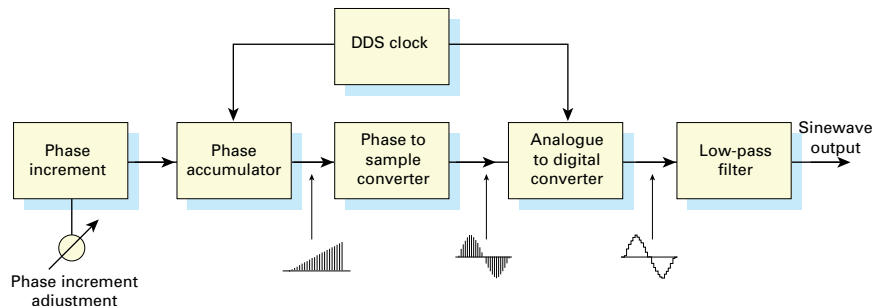 DDS clock
Phase
increment
Phase
accumulator
Phase to
sample
converter
Analogue
to digital
converter
Low-pass
filter
Sinewave
output
Phase increment
adjustment